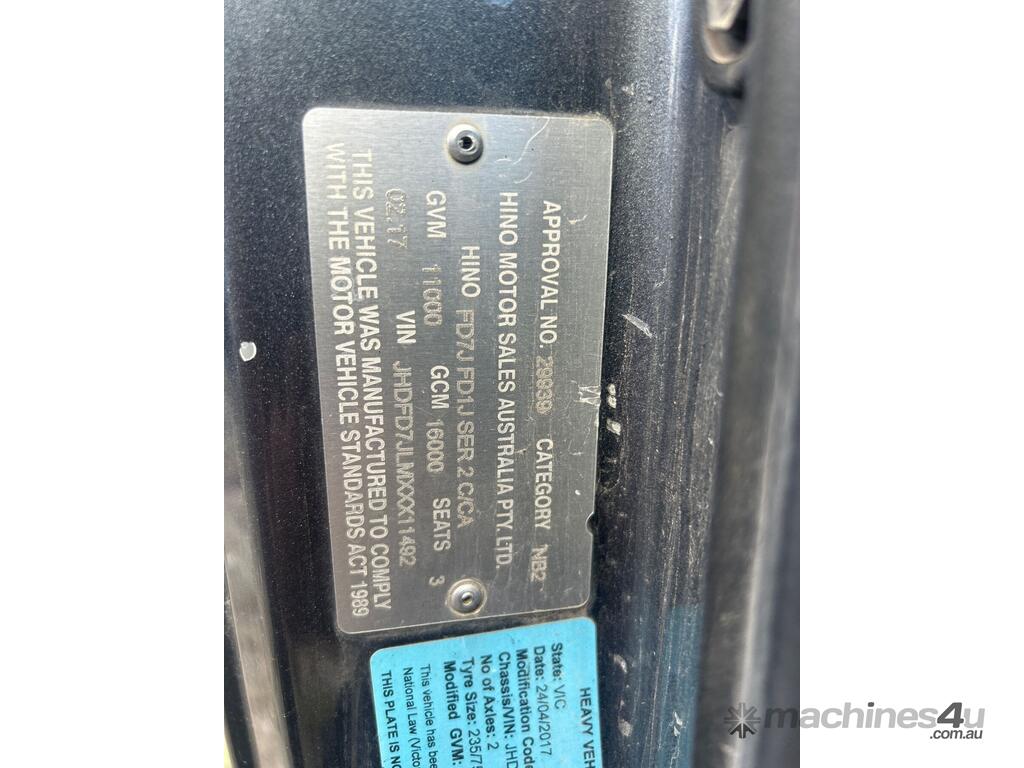 APPROVAL NO. 29939 CATEGORY NB2
HINO MOTOR SALES AUSTRALIA PTY. LTD.
HINO FD7J FD1J SER 2 C/CA
GVM 11000 GCM 16000 SEATS 3
02.17 VIN JHDFD7JLMXXX11492
THIS VEHICLE WAS MANUFACTURED TO COMPLY
WITH THE MOTOR VEHICLE STANDARDS ACT 1989
HEAVY VEH
State: VIC
Date: 24/04/2017
Modification Code
Chassis/VIN: JHD
No of Axles: 2
Tyre Size: 235/75
Modified GVM:
This vehicle has bee
National Law (Victo
THIS PLATE IS NO
machines4u
.com.au